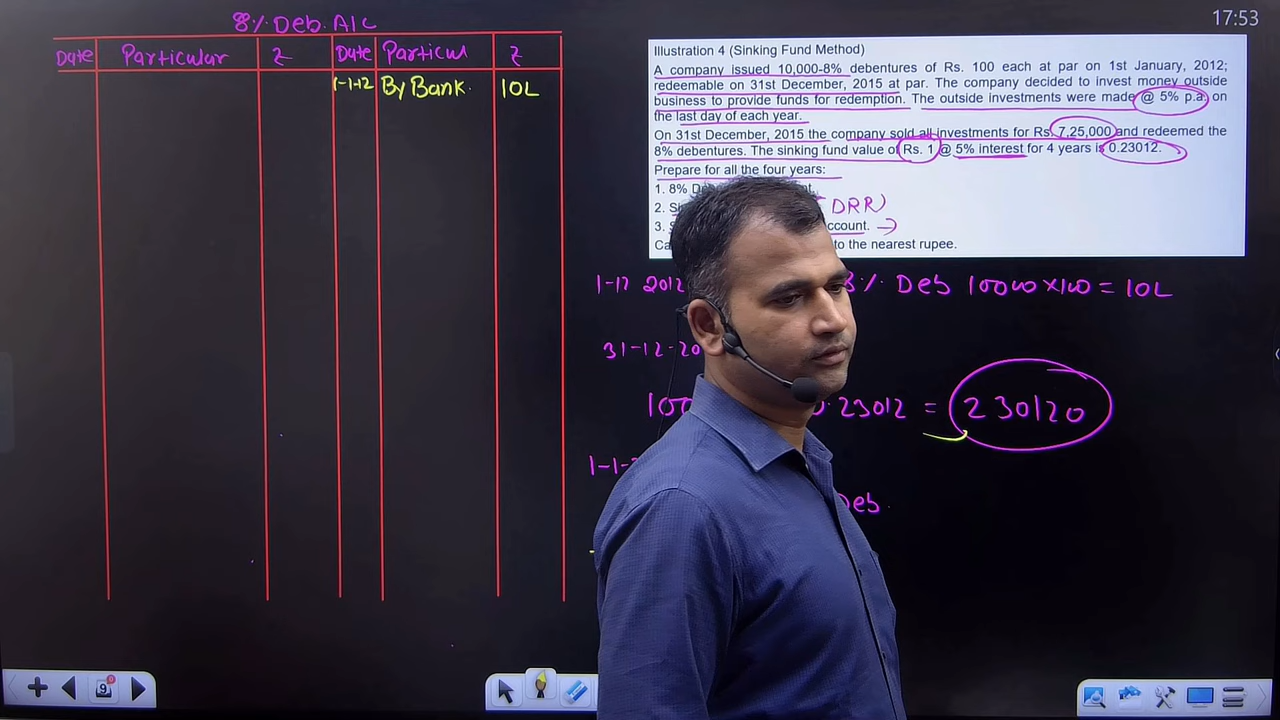 17:53
8% Deb. A/c
Date Particular ₹ Date Particul ₹
1-1-12 By Bank. 10L
Illustration 4 (Sinking Fund Method)
A company issued 10,000-8% debentures of Rs. 100 each at par on 1st January, 2012;
redeemable on 31st December, 2015 at par. The company decided to invest money outside
business to provide funds for redemption. The outside investments were made @ 5% p.a. on
the last day of each year.
On 31st December, 2015 the company sold all investments for Rs. 7,25,000 and redeemed the
8% debentures. The sinking fund value of Rs. 1 @ 5% interest for 4 years is 0.23012.
Prepare for all the four years:
1. 8%
2. DRR)
3. ccount. →
to the nearest rupee.
2012 8% Deb 10000×100 = 10L
31-12-20
100 0.23012 = 230120
1-1-
Deb.
9